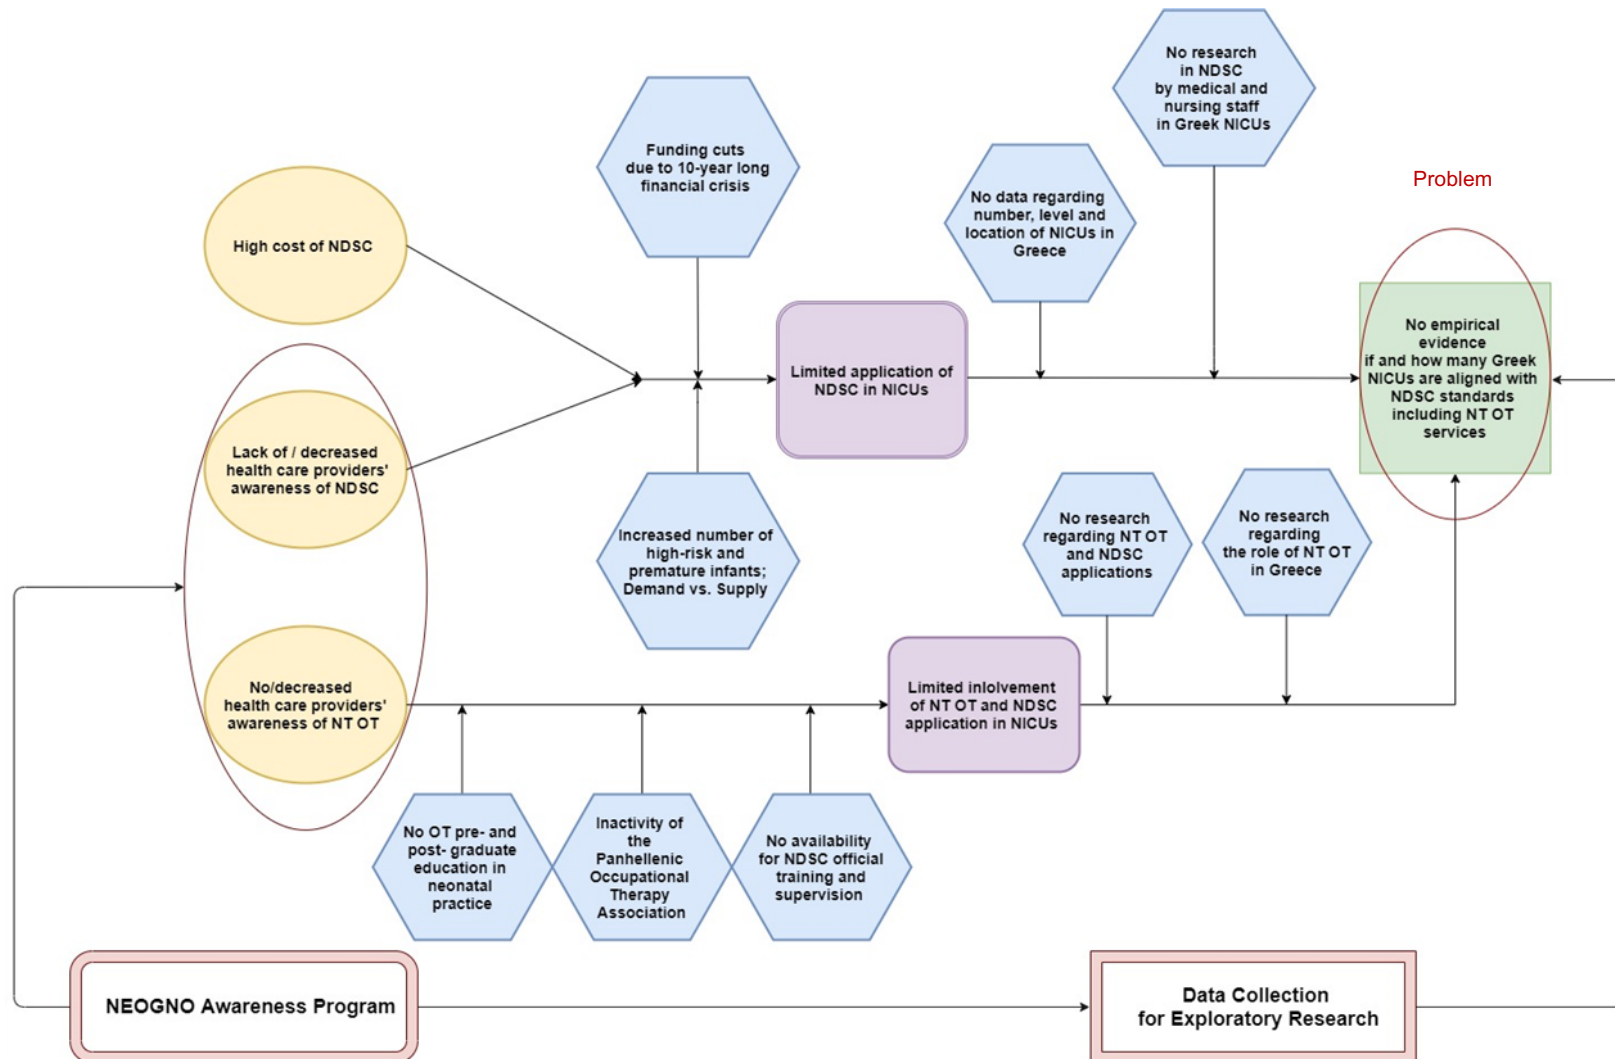 No research
in NDSC
by medical and
nursing staff
in Greek NICUs
Funding cuts
due to 10-year long
financial crisis
Problem
No data regarding
number, level and
location of NICUs in
Greece
High cost of NDSC
Limited application of
NDSC in NICUs
No empirical
evidence
if and how many Greek
NICUs are aligned with
NDSC standards
including NT OT
services
Lack of / decreased
health care providers'
awareness of NDSC
Increased number of
high-risk and
premature infants;
Demand vs. Supply
No research
regarding NT OT
and NDSC
applications
No research
regarding
the role of NT OT
in Greece
No/decreased
health care providers'
awareness of NT OT
Limited inlolvement
of NT OT and NDSC
application in NICUs
No OT pre- and
post- graduate
education in
neonatal
practice
Inactivity of
the
Panhellenic
Occupational
Therapy
Association
No availability
for NDSC official
training and
supervision
NEOGNO Awareness Program
Data Collection
for Exploratory Research